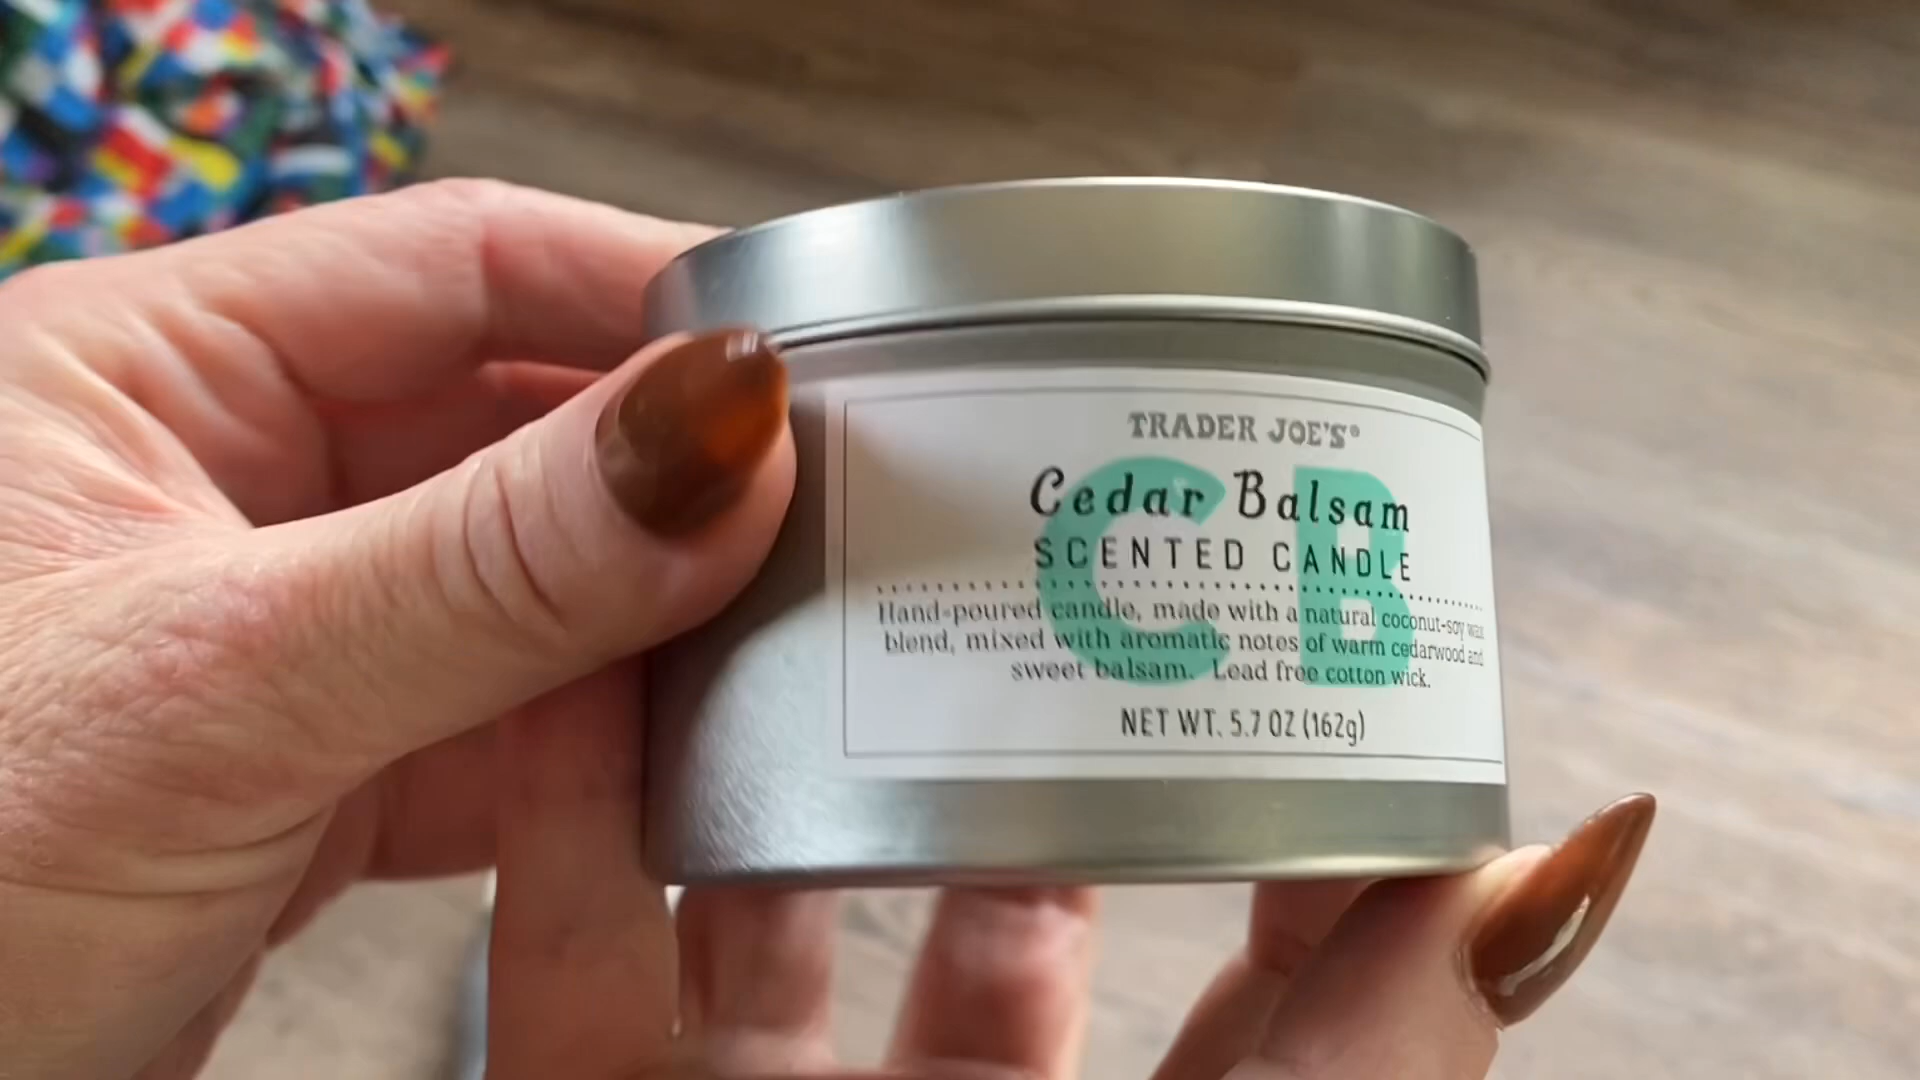 TRADER JOE'S®
CB
Cedar Balsam
SCENTED CANDLE
Hand-poured candle, made with a natural coconut-soy wax
blend, mixed with aromatic notes of warm cedarwood and
sweet balsam. Lead free cotton wick.
NET WT. 5.7 OZ (162g)